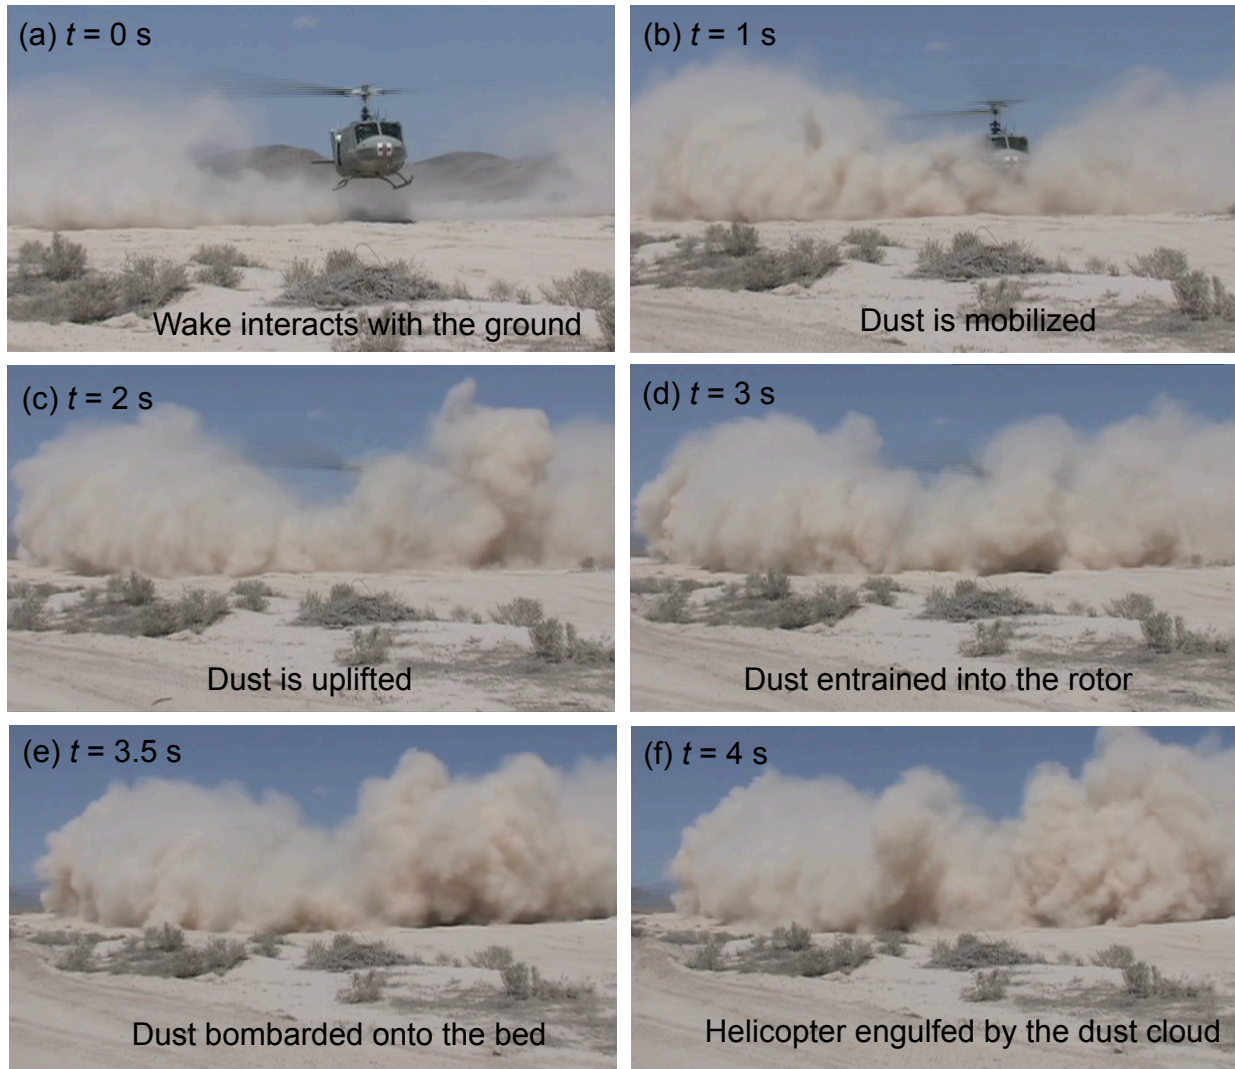 (a) t = 0 s
Wake interacts with the ground
(b) t = 1 s
Dust is mobilized
(c) t = 2 s
Dust is uplifted
(d) t = 3 s
Dust entrained into the rotor
(e) t = 3.5 s
Dust bombarded onto the bed
(f) t = 4 s
Helicopter engulfed by the dust cloud